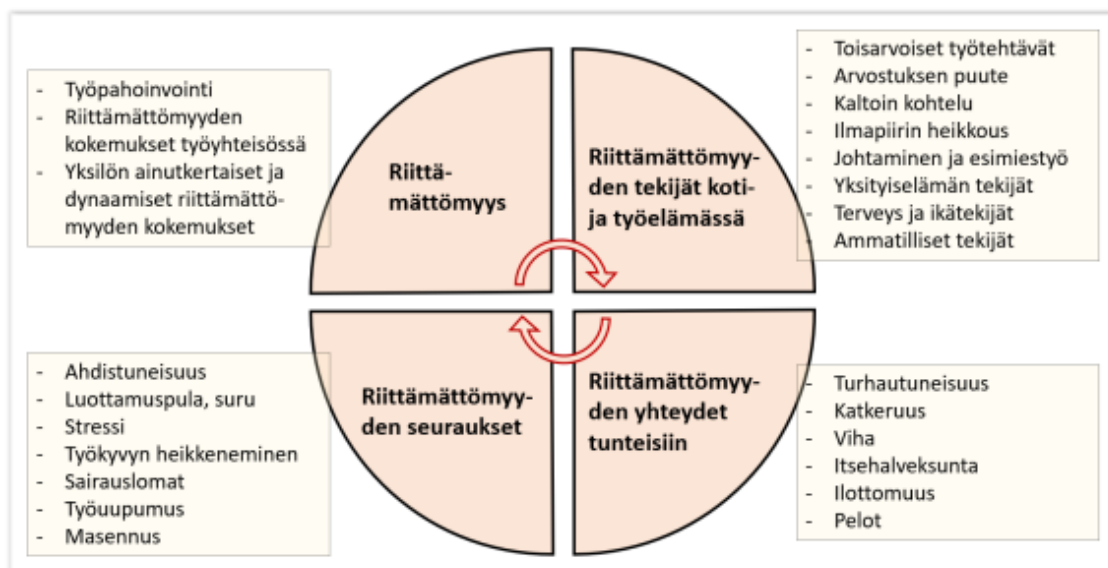 - Työpahoinvointi
- Riittämättömyyden
kokemukset työyhteisössä
- Yksilön ainutkertaiset ja
dynaamiset riittämättö-
myyden kokemukset
Riittä-
mättömyys
Riittämättömyy-
den tekijät koti-
ja työelämässä
- Toisarvoiset työtehtävät
- Arvostuksen puute
- Kaltoin kohtelu
- Ilmapiirin heikkous
- Johtaminen ja esimiestyö
- Yksityiselämän tekijät
- Terveys ja ikätekijät
- Ammatilliset tekijät
- Ahdistuneisuus
- Luottamuspula, suru
- Stressi
- Työkyvyn heikkeneminen
- Sairauslomat
- Työuupumus
- Masennus
Riittämättömyy-
den seuraukset
Riittämättömyy-
den yhteydet
tunteisiin
- Turhautuneisuus
- Katkeruus
- Viha
- Itsehalveksunta
- Ilottomuus
- Pelot